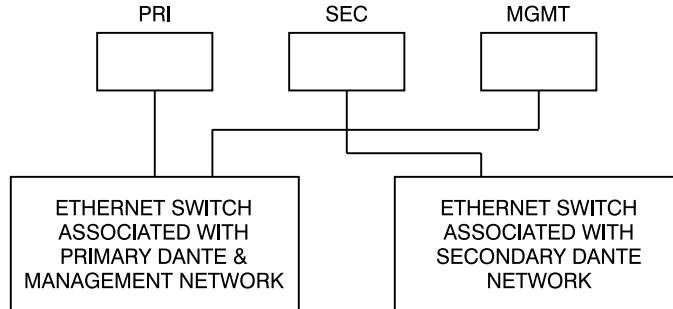 PRI
SEC
MGMT
ETHERNET SWITCH
ASSOCIATED WITH
PRIMARY DANTE &
MANAGEMENT NETWORK
ETHERNET SWITCH
ASSOCIATED WITH
SECONDARY DANTE
NETWORK